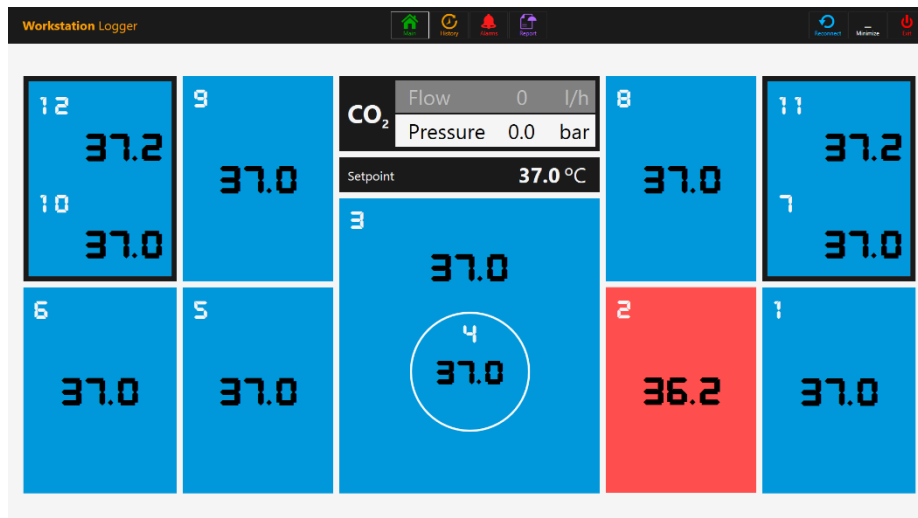 Workstation Logger
Main
History
Alarms
Report
Reconnect
Minimize
Exit
12
37.2
10
37.0
9
37.0
CO2
Flow 0 l/h
Pressure 0.0 bar
Setpoint 37.0 °C
3
37.0
4
37.0
8
37.0
11
37.2
7
37.0
6
37.0
5
37.0
2
36.2
1
37.0